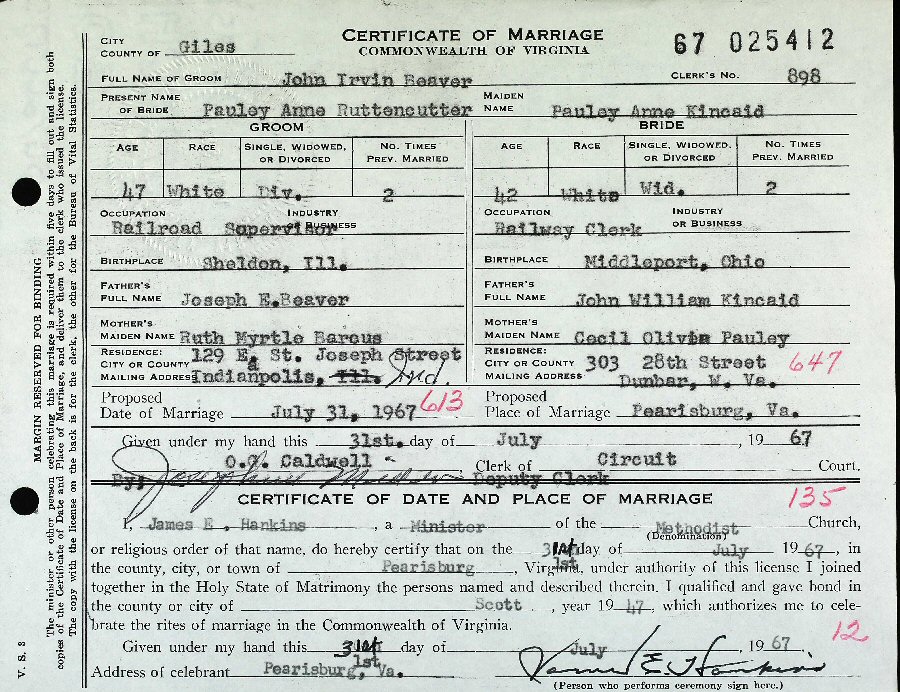 CERTIFICATE OF MARRIAGE
COMMONWEALTH OF VIRGINIA
67 025412
CITY
COUNTY OF Giles
FULL NAME OF GROOM John Irvin Beaver CLERK'S NO. 898
PRESENT NAME OF BRIDE Pauley Anne Ruttencutter MAIDEN NAME Pauley Anne Kincaid
GROOM BRIDE
AGE RACE SINGLE, WIDOWED, OR DIVORCED NO. TIMES PREV. MARRIED AGE RACE SINGLE, WIDOWED, OR DIVORCED NO. TIMES PREV. MARRIED
47 White Div. 2 42 White Wid. 2
OCCUPATION INDUSTRY OR BUSINESS OCCUPATION INDUSTRY OR BUSINESS
Railroad Supervisor Railway Clerk
BIRTHPLACE Sheldon, Ill. BIRTHPLACE Middleport, Ohio
FATHER'S FULL NAME Joseph E.Beaver FATHER'S FULL NAME John William Kincaid
MOTHER'S MAIDEN NAME Ruth Myrtle Barcus MOTHER'S MAIDEN NAME Cecil Olivia Pauley
RESIDENCE: 129 E. St. Joseph Street RESIDENCE:
CITY OR COUNTY CITY OR COUNTY 303 28th Street 647
MAILING ADDRESS Indianpolis, Ill. Ind. MAILING ADDRESS Dunbar, W. Va.
a
Proposed Date of Marriage July 31, 1967 613 Proposed Place of Marriage Pearisburg, Va.
Given under my hand this 31st. day of July, 1967
O.G. Caldwell - Clerk of Circuit Court.
By: Deputy Clerk
CERTIFICATE OF DATE AND PLACE OF MARRIAGE 135
I, James E. Hankins, a Minister of the Methodist Church,
(Denomination)
or religious order of that name, do hereby certify that on the 31st day of July 1967, in
1st
the county, city, or town of Pearisburg, Virginia, under authority of this license I joined
together in the Holy State of Matrimony the persons named and described therein. I qualified and gave bond in
the county or city of Scott, year 1947, which authorizes me to cele-
brate the rites of marriage in the Commonwealth of Virginia. 12
Given under my hand this 31st day of July, 1967
1st
Address of celebrant Pearisburg, Va. James E. Hankins
(Person who performs ceremony sign here.)
V. S. 3
MARGIN RESERVED FOR BINDING
The minister or other person celebrating this marriage is required within five days to fill out and sign both
copies of the Certificate of Date and Place of Marriage, and deliver them to the clerk who issued the license.
The copy with the license on the back is for the clerk, the other for the Bureau of Vital Statistics.